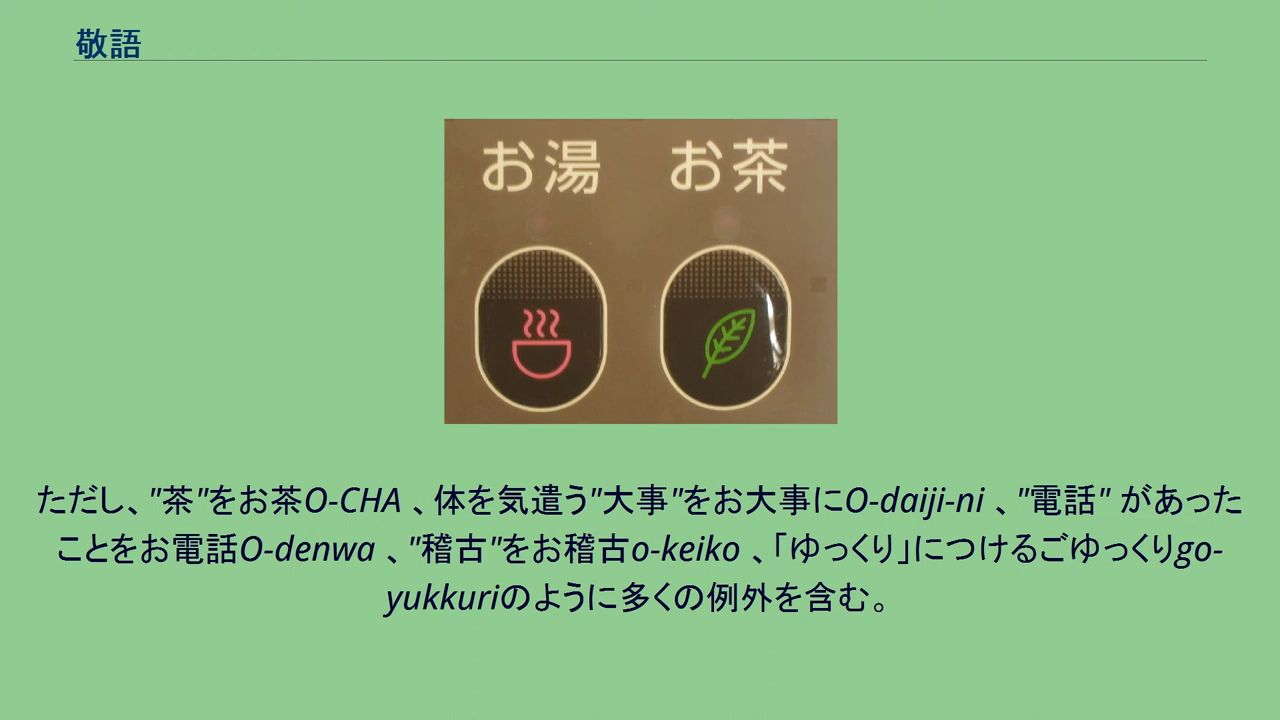 敬語
お湯 お茶
ただし、"茶"をお茶O-CHA 、体を気遣う"大事"をお大事にO-daiji-ni 、"電話" があった
ことをお電話O-denwa 、"稽古"をお稽古o-keiko 、「ゆっくり」につけるごゆっくりgo-
yukkuriのように多くの例外を含む。